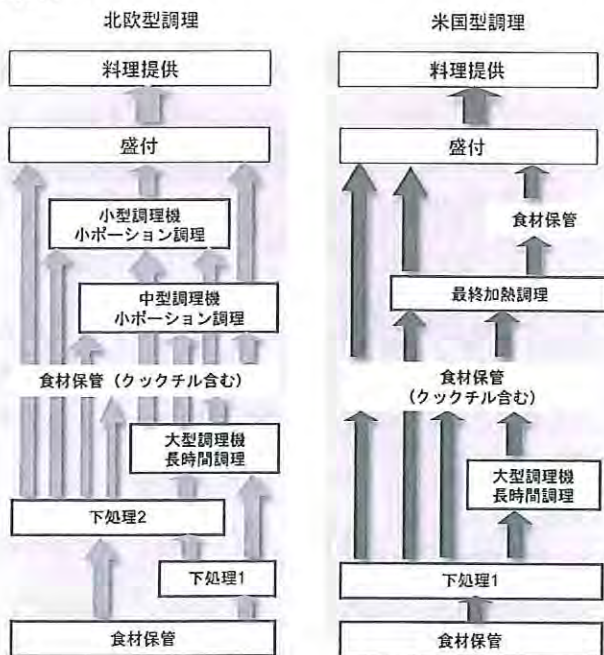 北欧型調理
料理提供
盛付
小型調理機
小ポーション調理
中型調理機
小ポーション調理
食材保管（クックチル含む）
大型調理機
長時間調理
下処理2
下処理1
食材保管
米国型調理
料理提供
盛付
食材保管
最終加熱調理
食材保管
（クックチル含む）
大型調理機
長時間調理
下処理1
食材保管